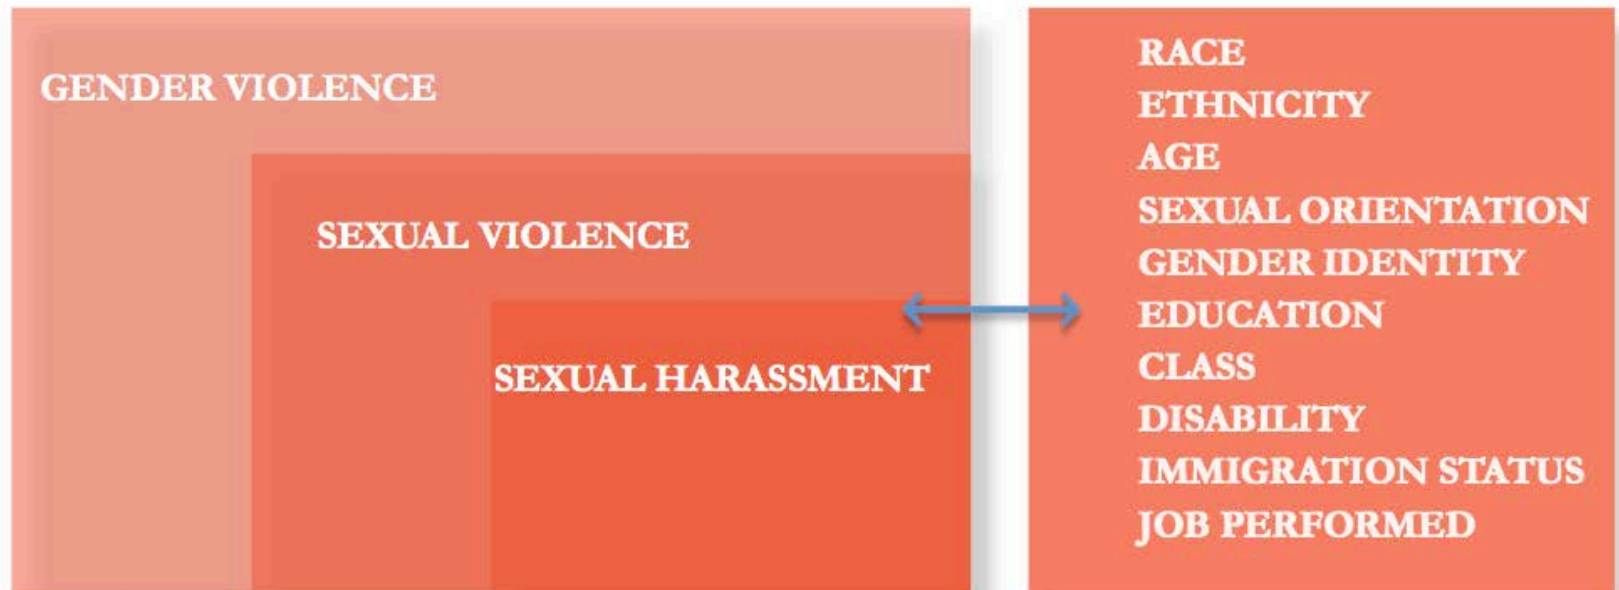 GENDER VIOLENCE
SEXUAL VIOLENCE
SEXUAL HARASSMENT
RACE
ETHNICITY
AGE
SEXUAL ORIENTATION
GENDER IDENTITY
EDUCATION
CLASS
DISABILITY
IMMIGRATION STATUS
JOB PERFORMED